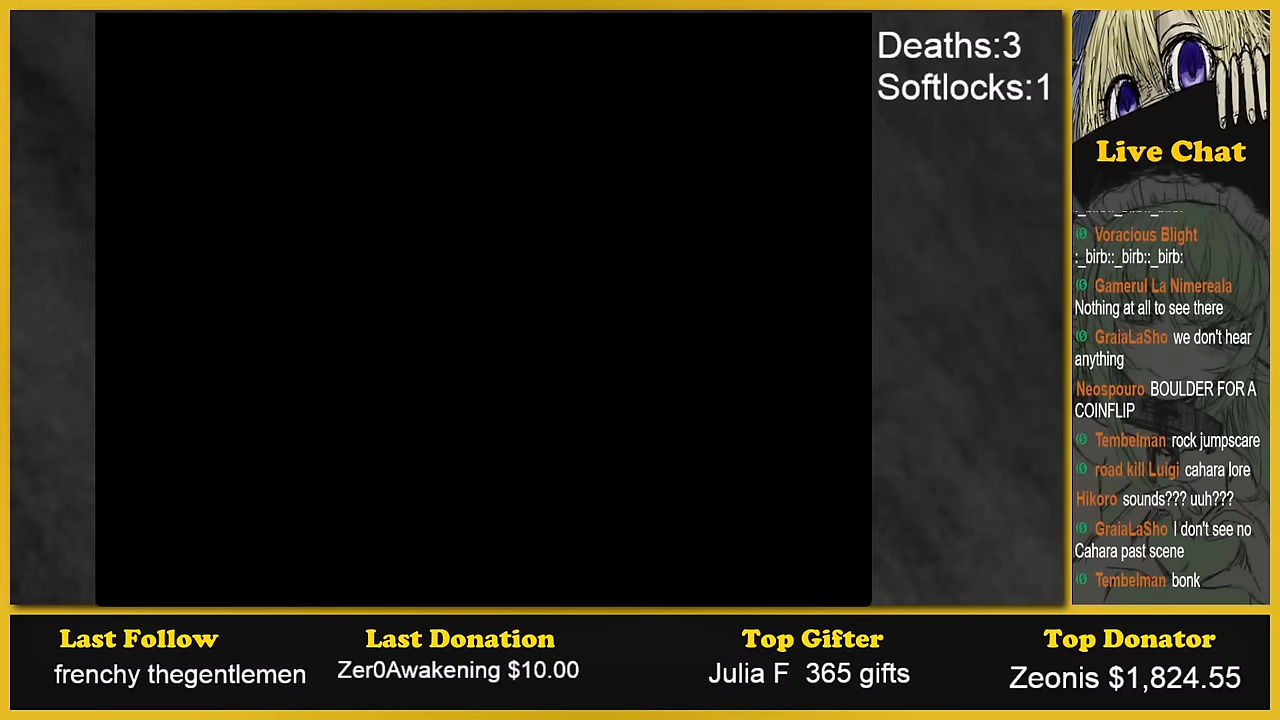 Deaths:3
Softlocks:1
Live Chat
Voracious Blight
:_birb::_birb::_birb:
Gamerul La Nimereala
Nothing at all to see there
GraiaLaSho we don't hear
anything
Neospouro BOULDER FOR A
COINFLIP
Tembelman rock jumpscare
road kill Luigi cahara lore
Hikoro sounds??? uuh???
GraiaLaSho I don't see no
Cahara past scene
Tembelman bonk
Last Follow
frenchy thegentlemen
Last Donation
Zer0Awakening $10.00
Top Gifter
Julia F 365 gifts
Top Donator
Zeonis $1,824.55